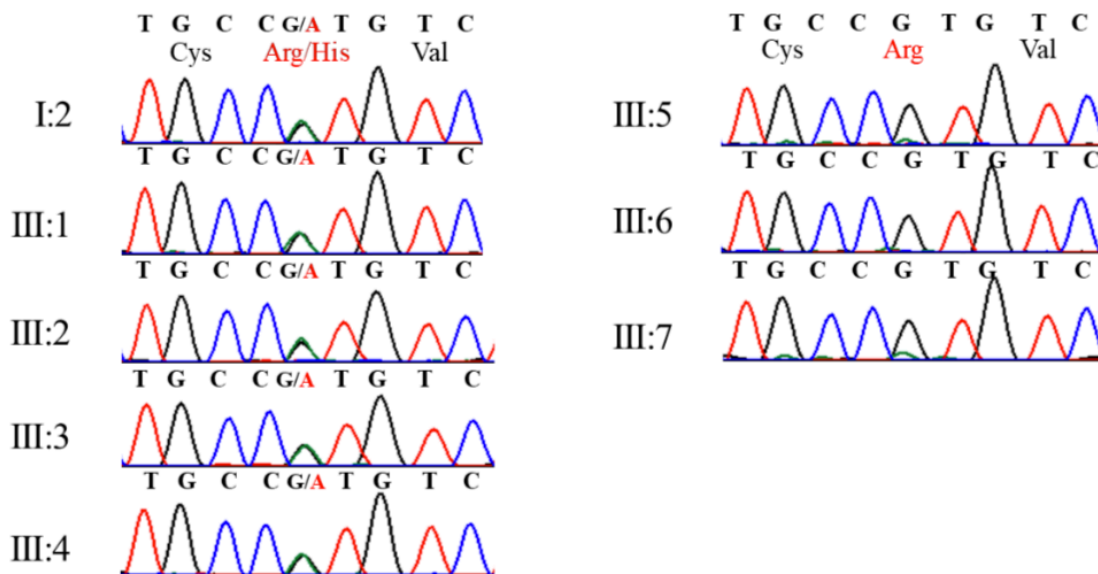 T G C C G/A T G T C
Cys Arg/His Val
I:2
T G C C G/A T G T C
III:1
T G C C G/A T G T C
III:2
T G C C G/A T G T C
III:3
T G C C G/A T G T C
III:4
T G C C G T G T C
Cys Arg Val
III:5
T G C C G T G T C
III:6
T G C C G T G T C
III:7